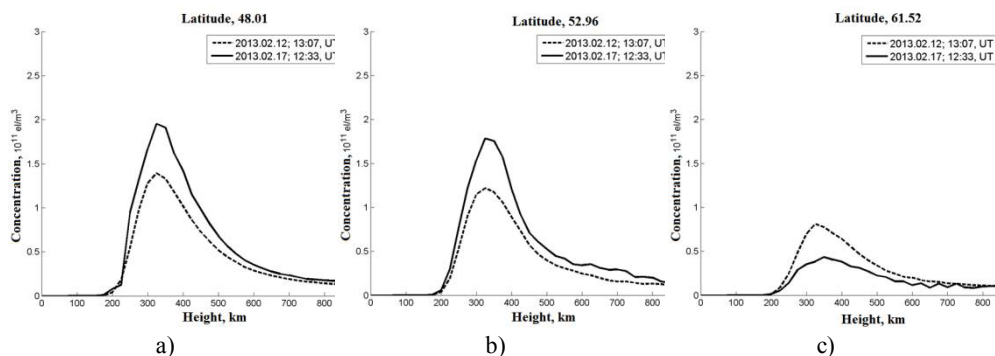 Latitude, 48.01
2013.02.12; 13:07, UT
2013.02.17; 12:33, UT
Concentration, 10^11 el/m^3
3
2.5
2
1.5
1
0.5
0
100 200 300 400 500 600 700 800
Height, km
a)
Latitude, 52.96
2013.02.12; 13:07, UT
2013.02.17; 12:33, UT
Concentration, 10^11 el/m^3
3
2.5
2
1.5
1
0.5
0
100 200 300 400 500 600 700 800
Height, km
b)
Latitude, 61.52
2013.02.12; 13:07, UT
2013.02.17; 12:33, UT
Concentration, 10^11 el/m^3
3
2.5
2
1.5
1
0.5
0
100 200 300 400 500 600 700 800
Height, km
c)